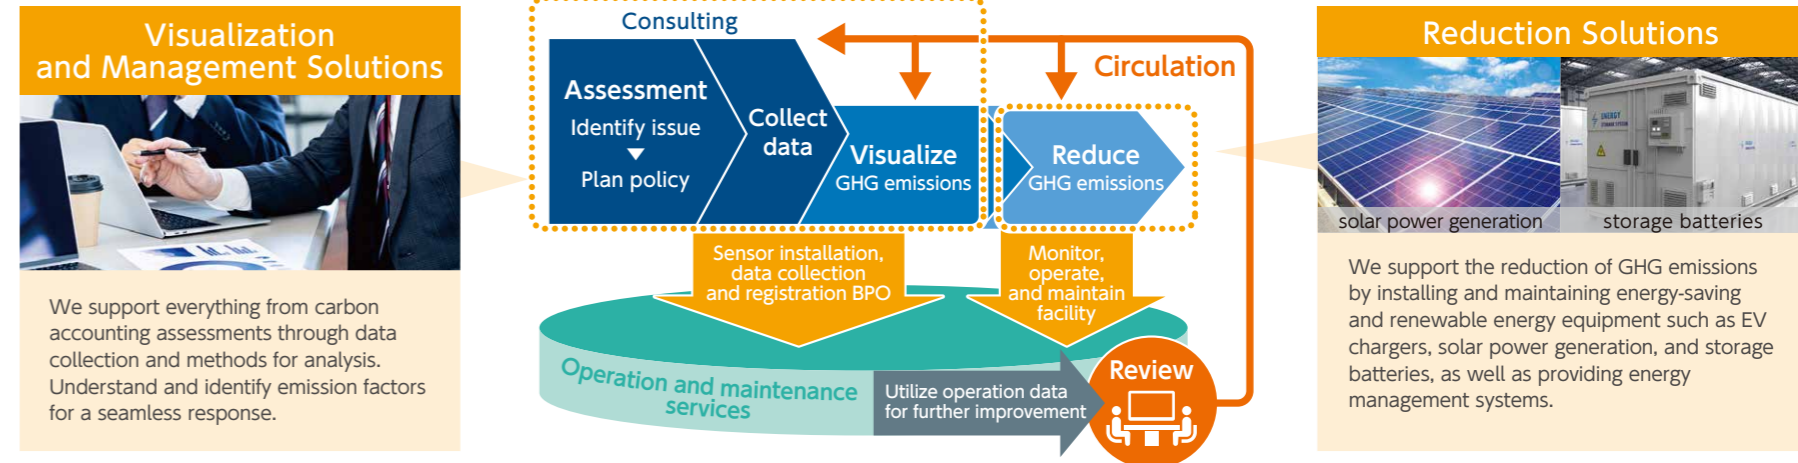 Visualization
and Management Solutions
We support everything from carbon
accounting assessments through data
collection and methods for analysis.
Understand and identify emission factors
for a seamless response.
Consulting
Assessment
Identify issue
Plan policy
Collect
data
Visualize
GHG emissions
Reduce
GHG emissions
Circulation
Sensor installation,
data collection
and registration BPO
Monitor,
operate,
and maintain
facility
Operation and maintenance
services
Utilize operation data
for further improvement
Review
Reduction Solutions
ENERGY
STORAGE SYSTEM
solar power generation
storage batteries
We support the reduction of GHG emissions
by installing and maintaining energy-saving
and renewable energy equipment such as EV
chargers, solar power generation, and storage
batteries, as well as providing energy
management systems.